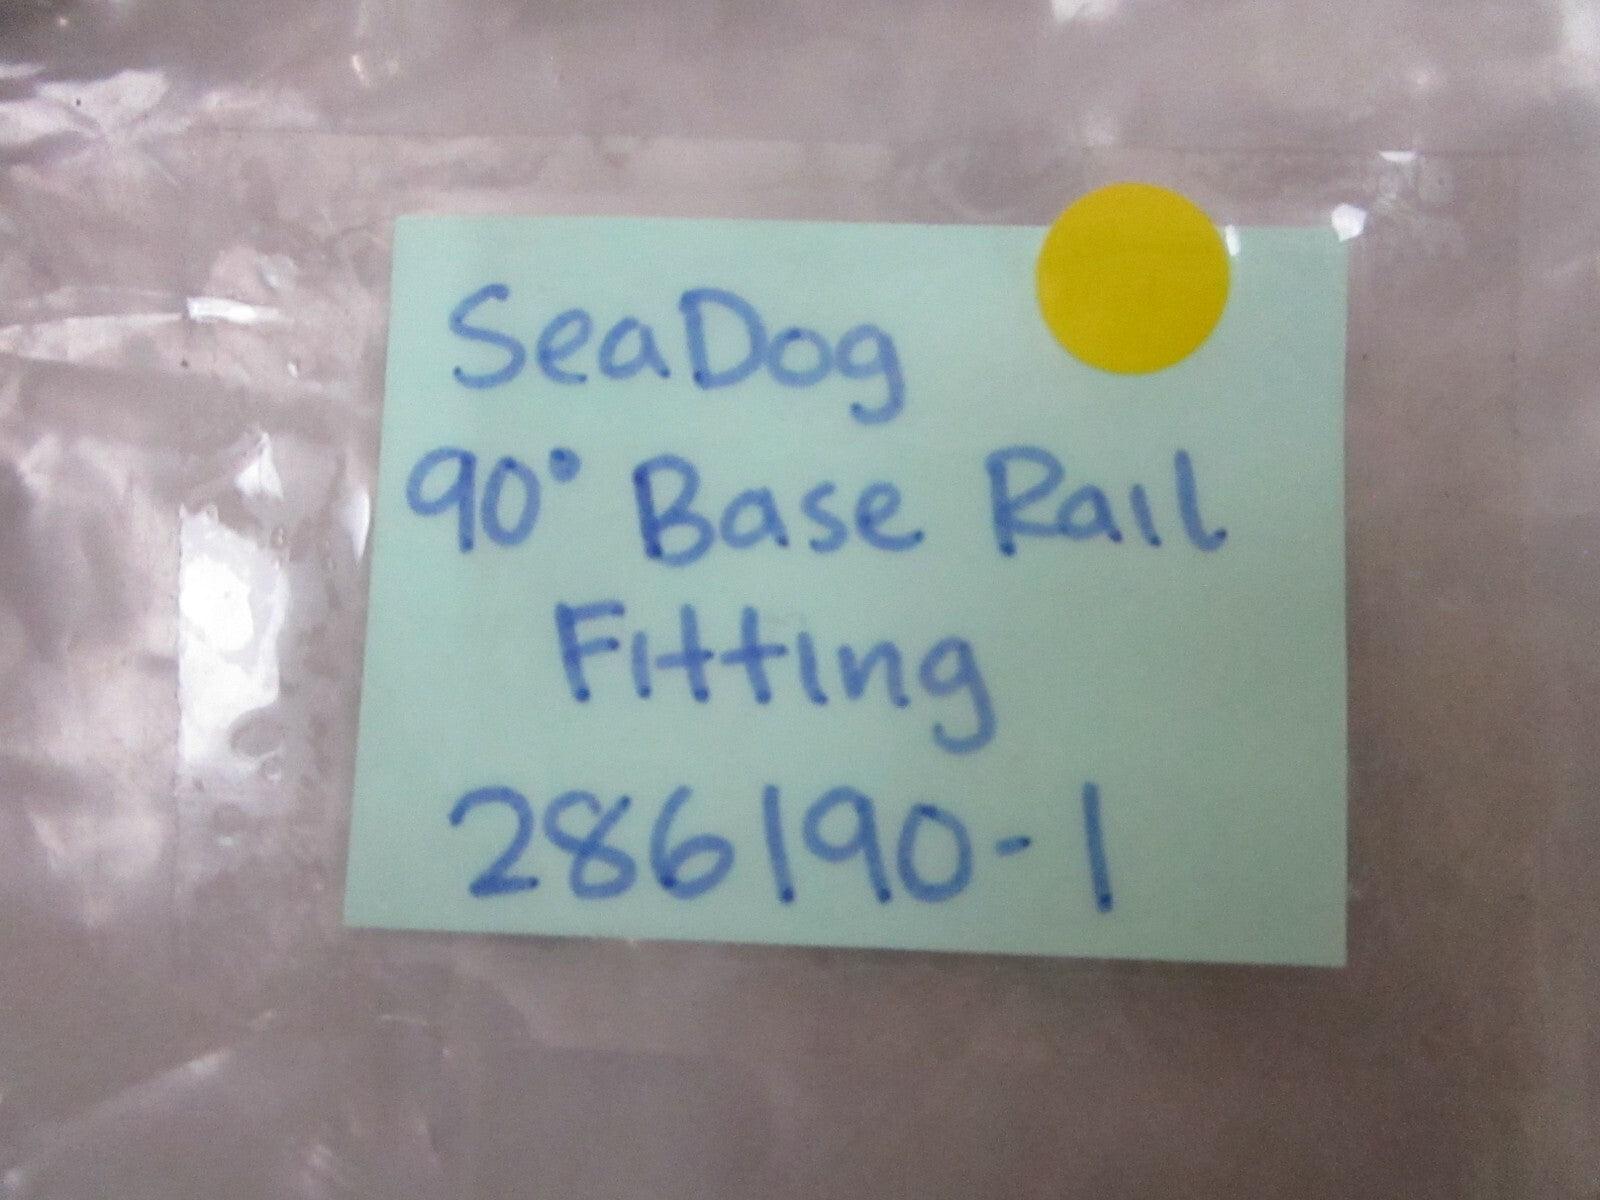 SeaDog
90° Base Rail
Fitting
286190-1